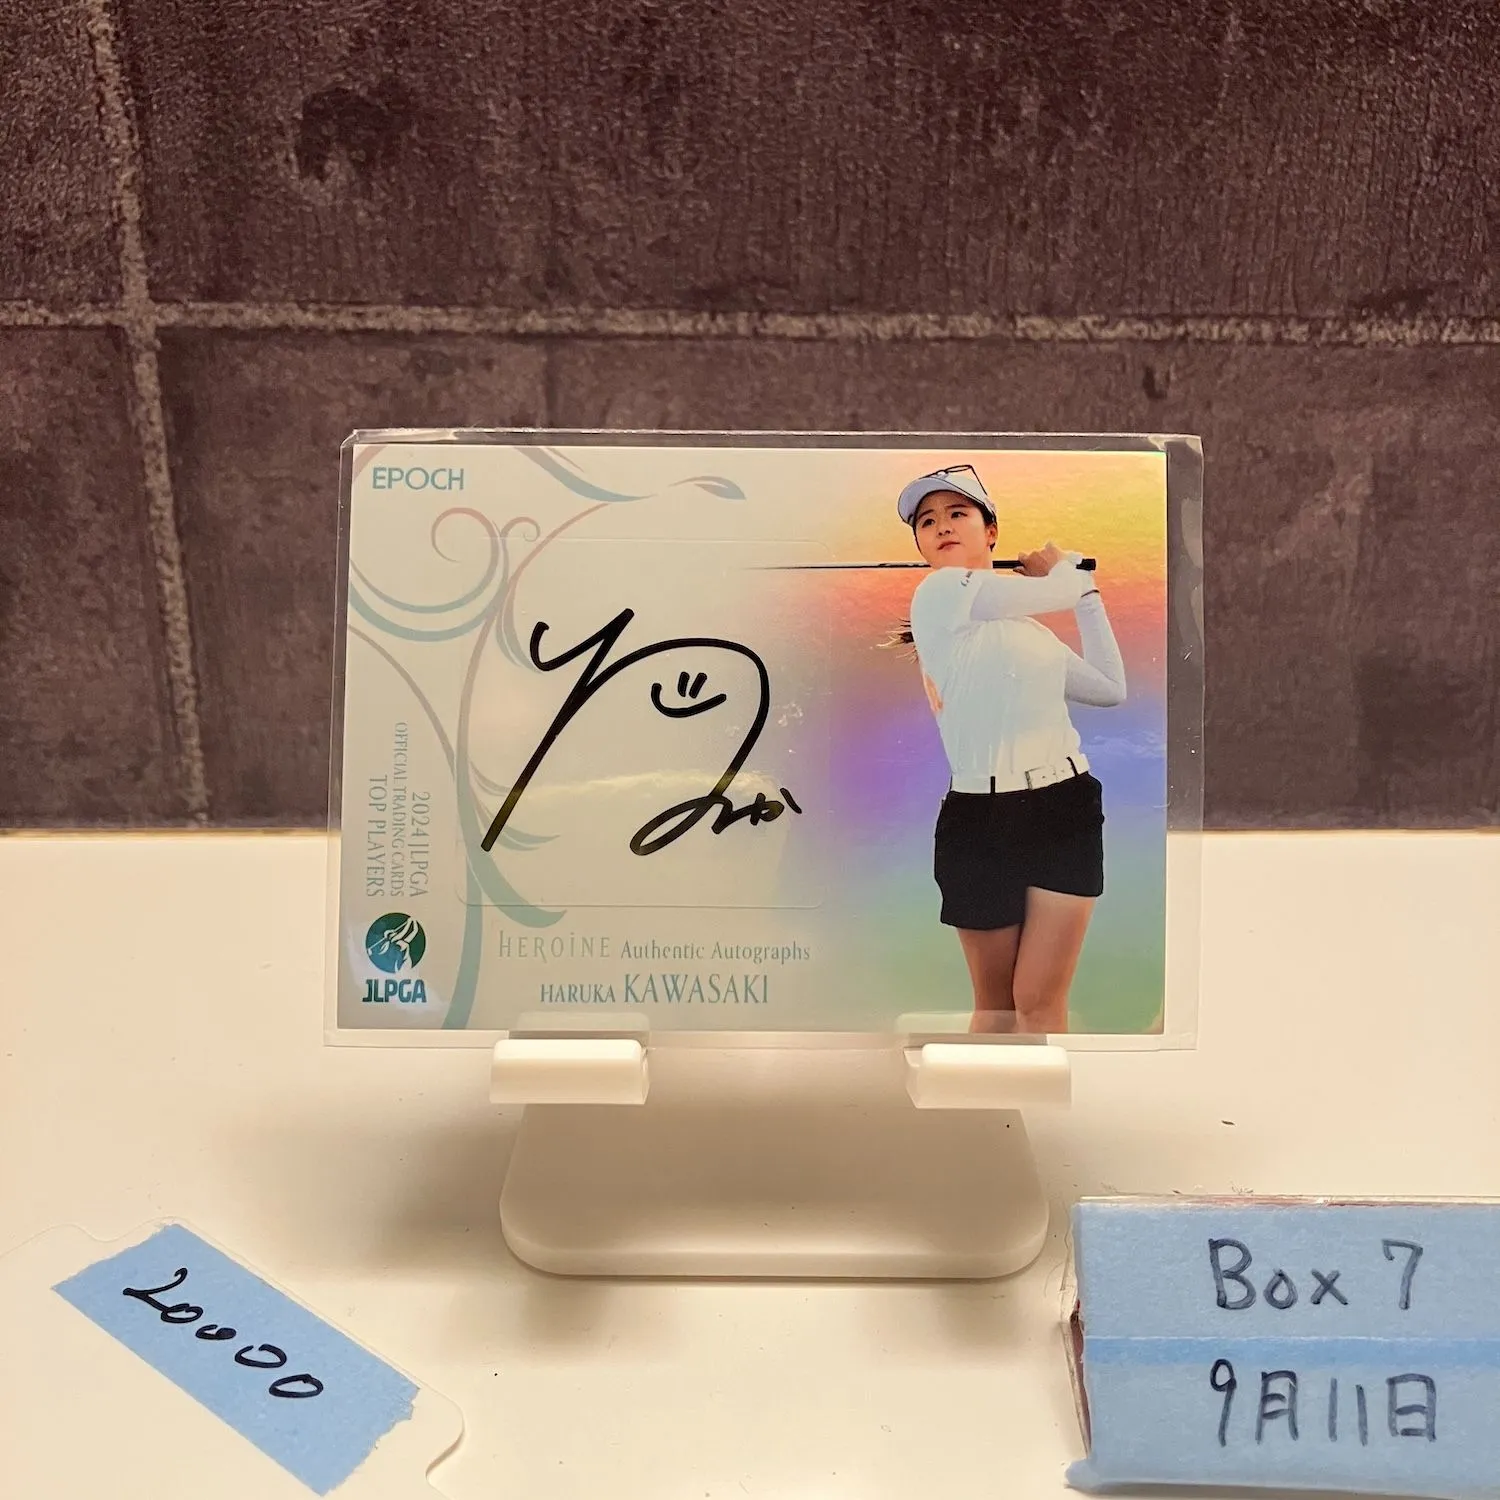 EPOCH
2024 JLPGA
OFFICIAL TRADING CARDS
TOP PLAYERS
JLPGA
HEROINE Authentic Autographs
HARUKA KAWASAKI
20000
Box 7
9月11日